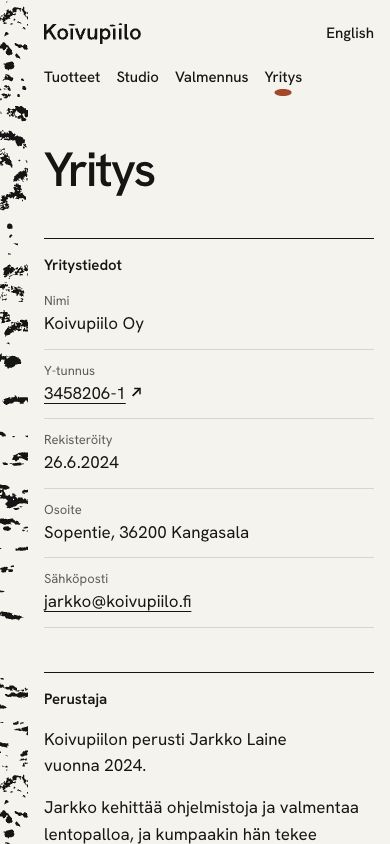 Koivupiilo
English
Tuotteet Studio Valmennus Yritys
Yritys
Yritystiedot
Nimi
Koivupiilo Oy
Y-tunnus
3458206-1 ↗
Rekisteröity
26.6.2024
Osoite
Sopentie, 36200 Kangasala
Sähköposti
jarkko@koivupiilo.fi
Perustaja
Koivupiilon perusti Jarkko Laine
vuonna 2024.
Jarkko kehittää ohjelmistoja ja valmentaa
lentopalloa, ja kumpaakin hän tekee